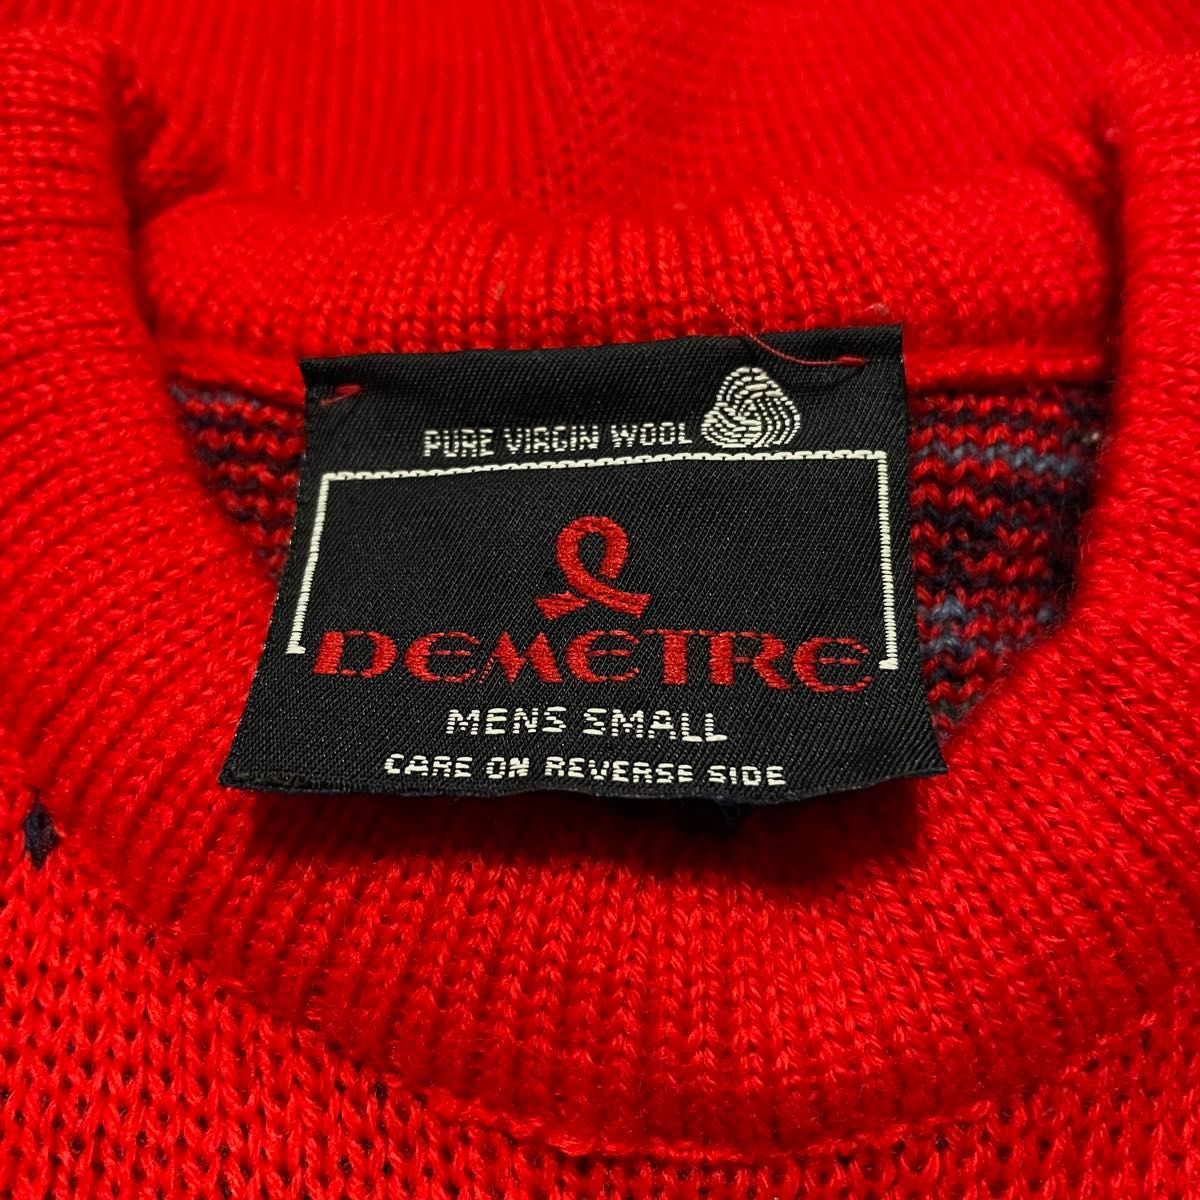 PURE VIRGIN WOOL
DEMETRE
MENS SMALL
CARE ON REVERSE SIDE